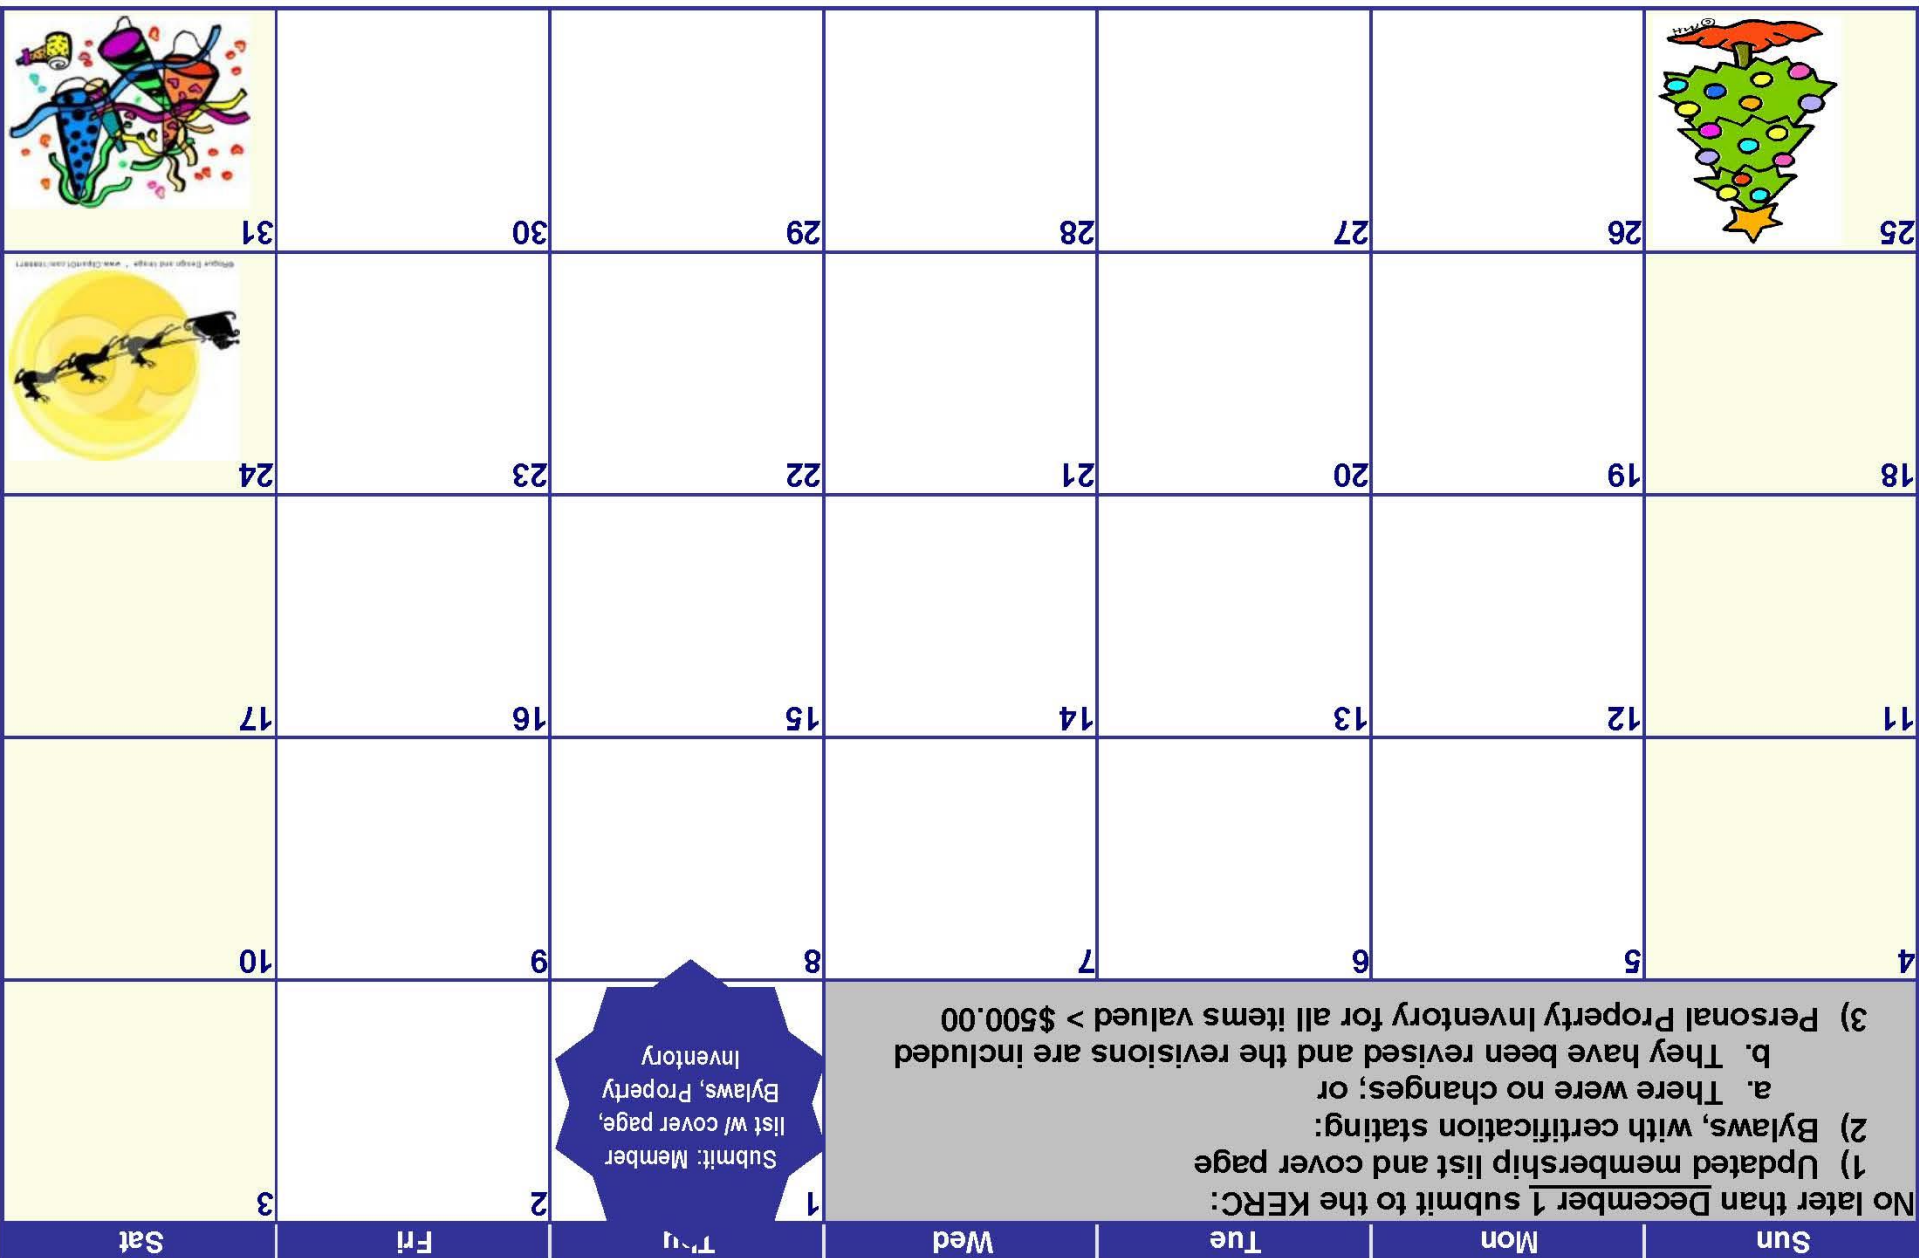 Sun Mon Tue Wed Thu Fri Sat
No later than December 1 submit to the KERC:
1) Updated membership list and cover page
2) Bylaws, with certification stating:
a. There were no changes; or
b. They have been revised and the revisions are included
3) Personal Property Inventory for all items valued > $500.00
1
Submit: Member
list w/ cover page,
Bylaws, Property
Inventory
2
3
4 5 6 7 8 9 10
11 12 13 14 15 16 17
18 19 20 21 22 23 24
25 26 27 28 29 30 31